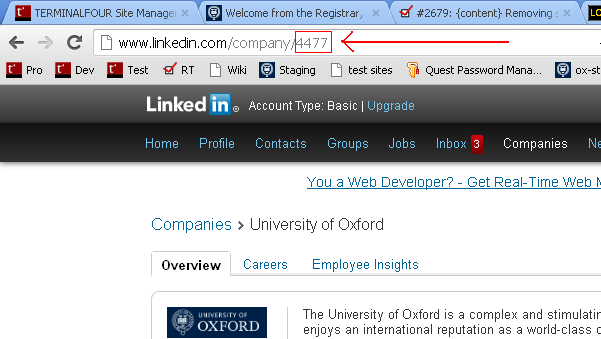 TERMINALFOUR Site Manager
Welcome from the Registrar,
#2679: {content} Removing s
www.linkedin.com/company/4477
Pro Dev Test RT Wiki Staging test sites Quest Password Mana... ox-st
Linked in Account Type: Basic | Upgrade
Home Profile Contacts Groups Jobs Inbox 3 Companies Ne
You a Web Developer? - Get Real-Time Web M
Companies > University of Oxford
Overview Careers Employee Insights
UNIVERSITY OF
OXFORD
The University of Oxford is a complex and stimulatin
enjoys an international reputation as a world-class c